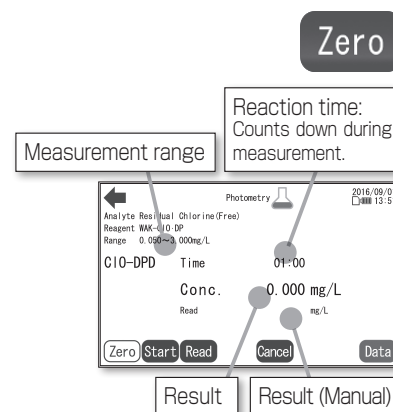 Zero
Reaction time:
Counts down during
measurement.
Measurement range
Photometry
2016/09/0
13:5
Analyte Residual Chlorine(Free)
Reagent WAK-ClO·DP
Range 0.050~3.000mg/L
ClO-DPD Time 01:00
Conc. 0.000 mg/L
Read mg/L
Zero Start Read Cancel Data
Result
Result (Manual)